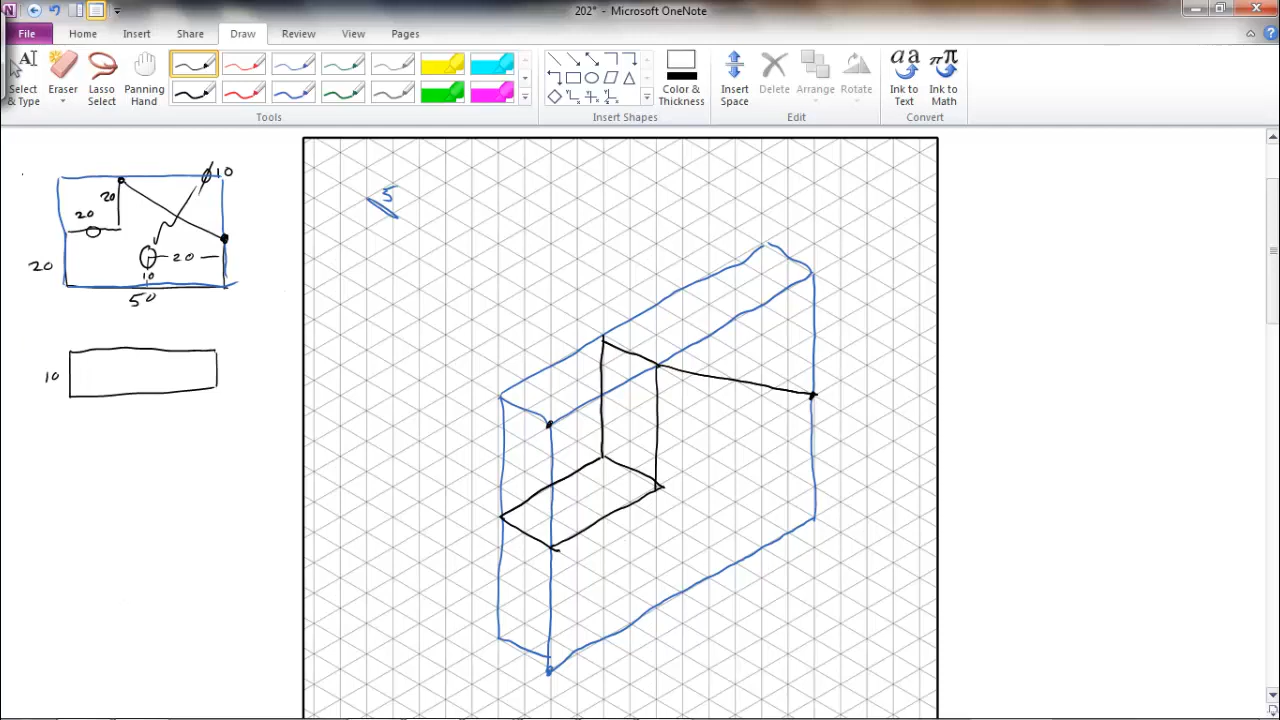 202* - Microsoft OneNote
File Home Insert Share Draw Review View Pages
Select & Type
Eraser
Lasso Select
Panning Hand
Color & Thickness
Insert Space
Delete
Arrange
Rotate
Ink to Text
Ink to Math
Tools
Insert Shapes
Edit
Convert
ϕ10
20
20
20
20
10
50
10
5